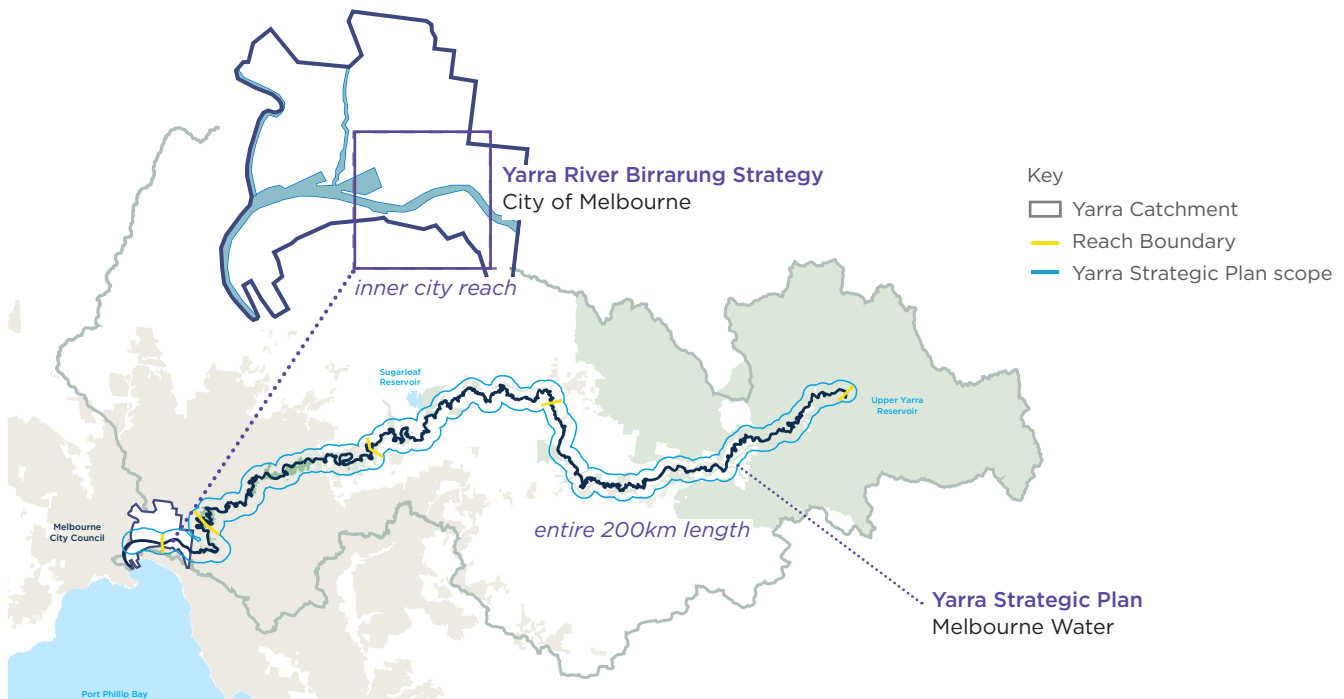 Yarra River Birrarung Strategy
City of Melbourne
inner city reach
Key
Yarra Catchment
Reach Boundary
Yarra Strategic Plan scope
Sugarloaf
Reservoir
Upper Yarra
Reservoir
Melbourne
City Council
entire 200km length
Yarra Strategic Plan
Melbourne Water
Port Phillip Bay